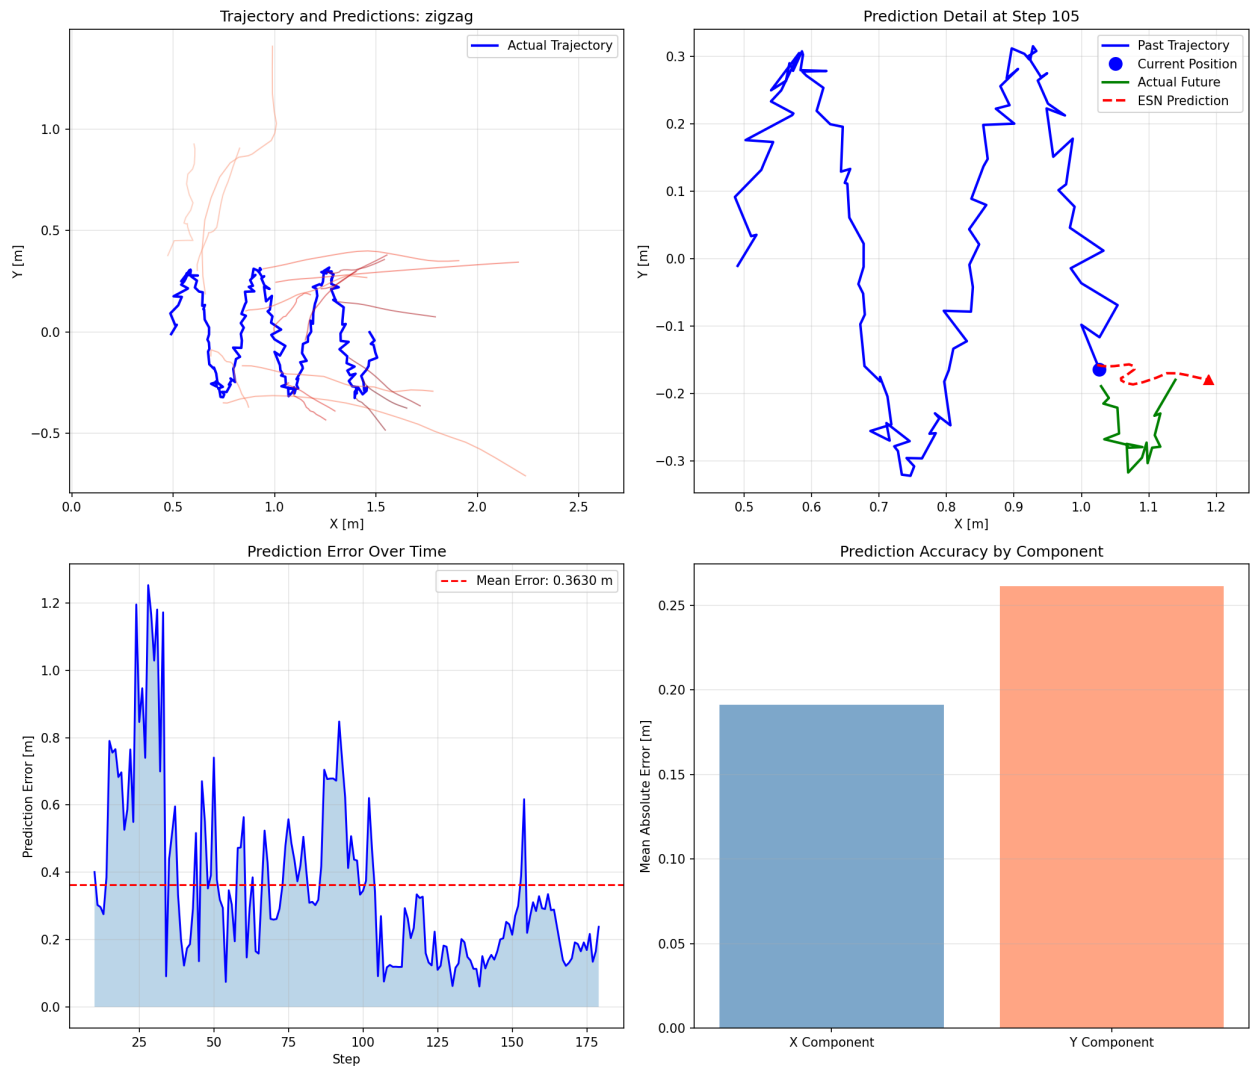 Trajectory and Predictions: zigzag
Actual Trajectory
Y [m]
1.0
0.5
0.0
−0.5
0.0 0.5 1.0 1.5 2.0 2.5
X [m]
Prediction Detail at Step 105
Past Trajectory
Current Position
Actual Future
ESN Prediction
Y [m]
0.3
0.2
0.1
0.0
−0.1
−0.2
−0.3
0.5 0.6 0.7 0.8 0.9 1.0 1.1 1.2
X [m]
Prediction Error Over Time
Mean Error: 0.3630 m
Prediction Error [m]
1.2
1.0
0.8
0.6
0.4
0.2
0.0
25 50 75 100 125 150 175
Step
Prediction Accuracy by Component
Mean Absolute Error [m]
0.25
0.20
0.15
0.10
0.05
0.00
X Component Y Component